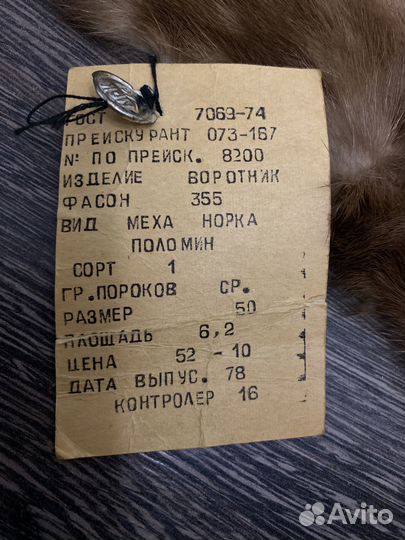 ГОСТ 7069-74
ПРЕЙСКУРАНТ 073-167
№ ПО ПРЕЙСК. 8200
ИЗДЕЛИЕ ВОРОТНИК
ФАСОН 355
ВИД МЕХА НОРКА
ПОЛОМИН
СОРТ 1
ГР.ПОРОКОВ СР.
РАЗМЕР 50
ПЛОЩАДЬ 6,2
ЦЕНА 52-10
ДАТА ВЫПУС. 78
КОНТРОЛЕР 16
Avito